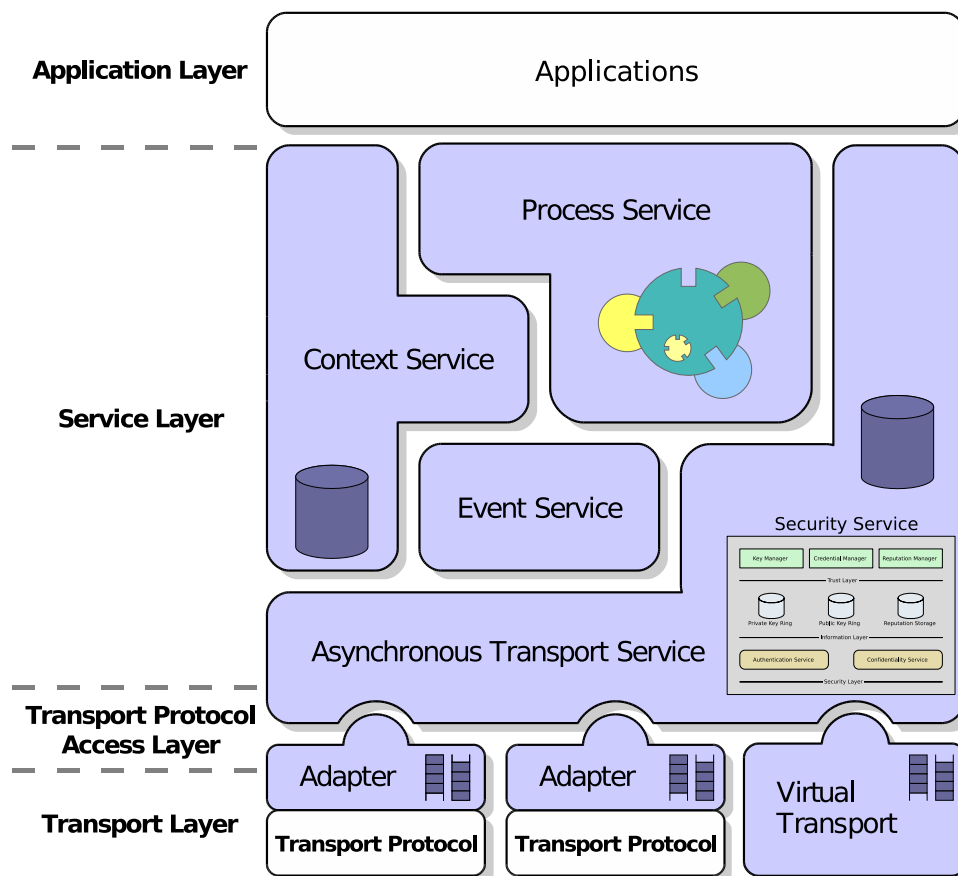 Application Layer
Applications
Process Service
Context Service
Service Layer
Event Service
Security Service
Key Manager
Credential Manager
Reputation Manager
Trust Layer
Private Key Ring
Public Key Ring
Reputation Storage
Information Layer
Asynchronous Transport Service
Authentication Service
Confidentiality Service
Security Layer
Transport Protocol
Access Layer
Adapter
Adapter
Virtual
Transport
Transport Layer
Transport Protocol
Transport Protocol